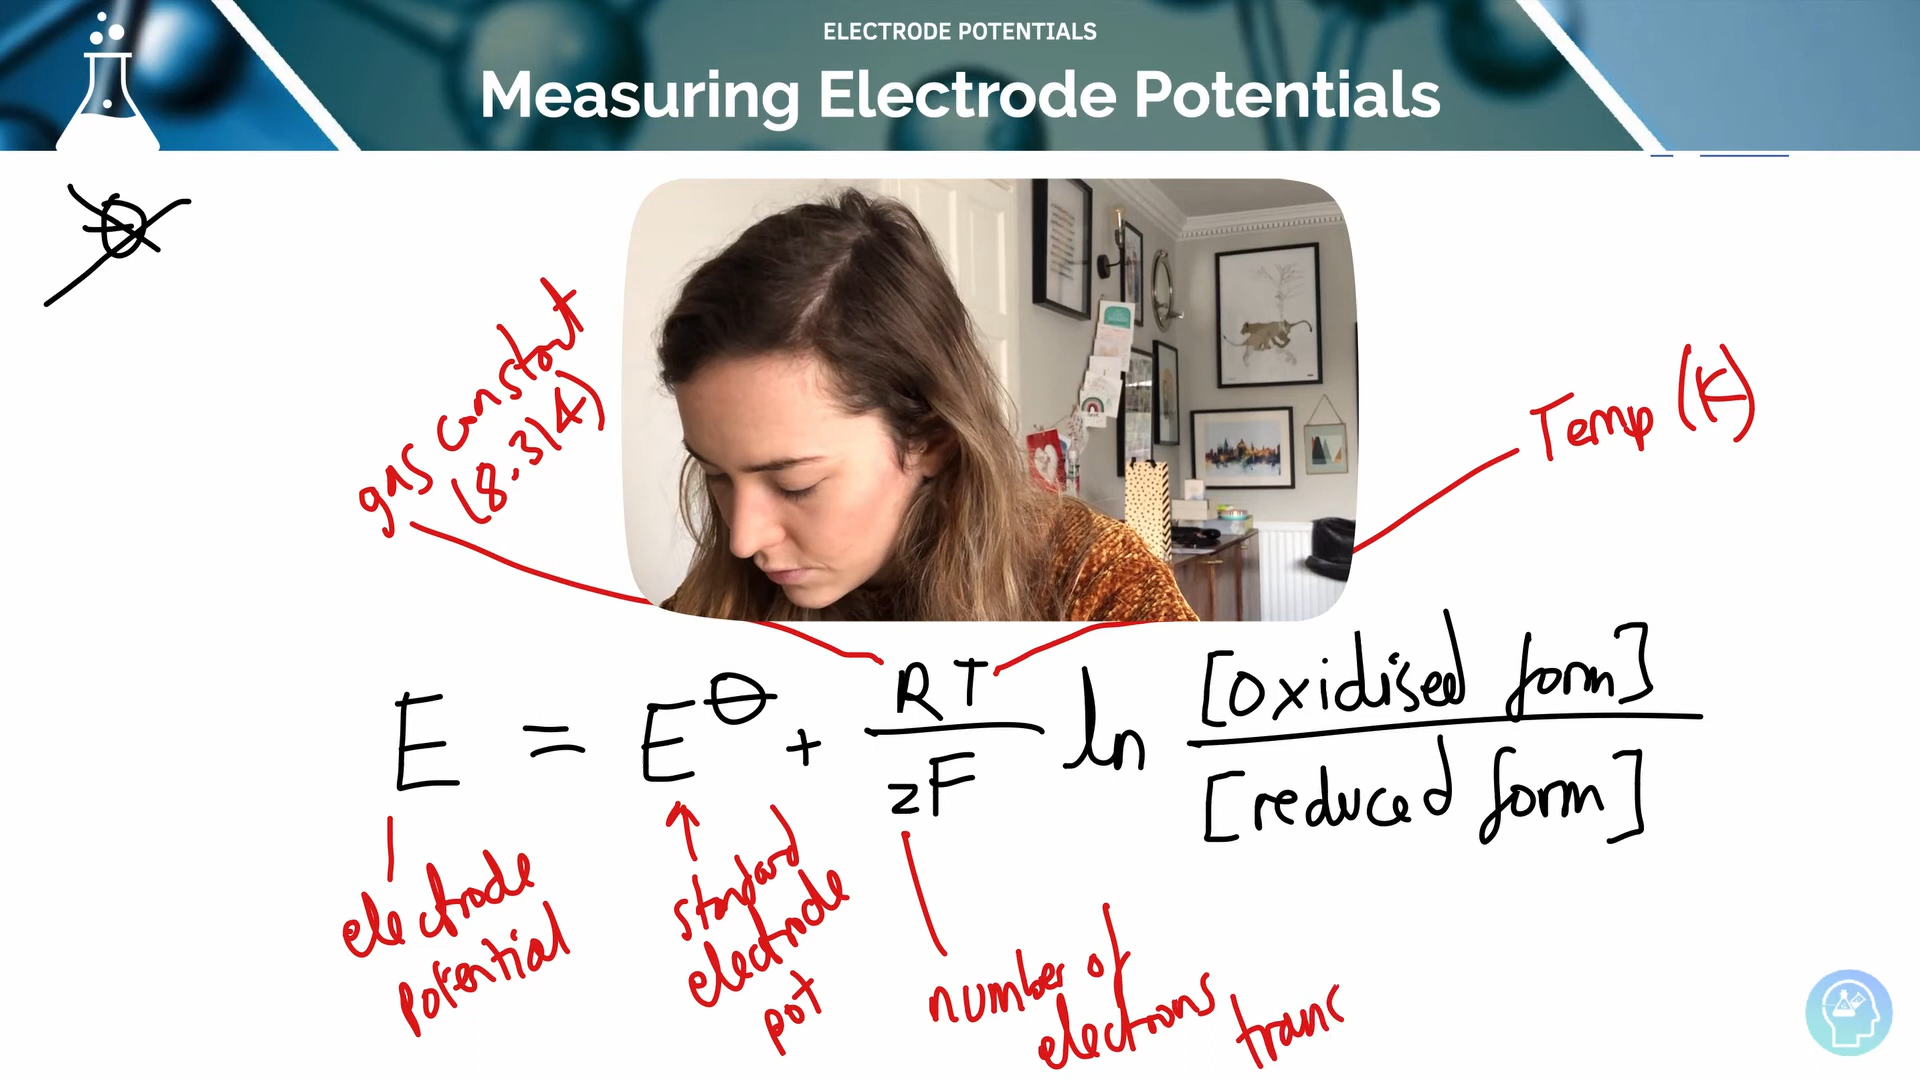 ELECTRODE POTENTIALS
Measuring Electrode Potentials
gas constant
(8.314)
Temp (K)
E = E⦵ + RT/zF ln [oxidised form]/[reduced form]
electrode
potential
standard
electrode
pot
number of
electrons trans